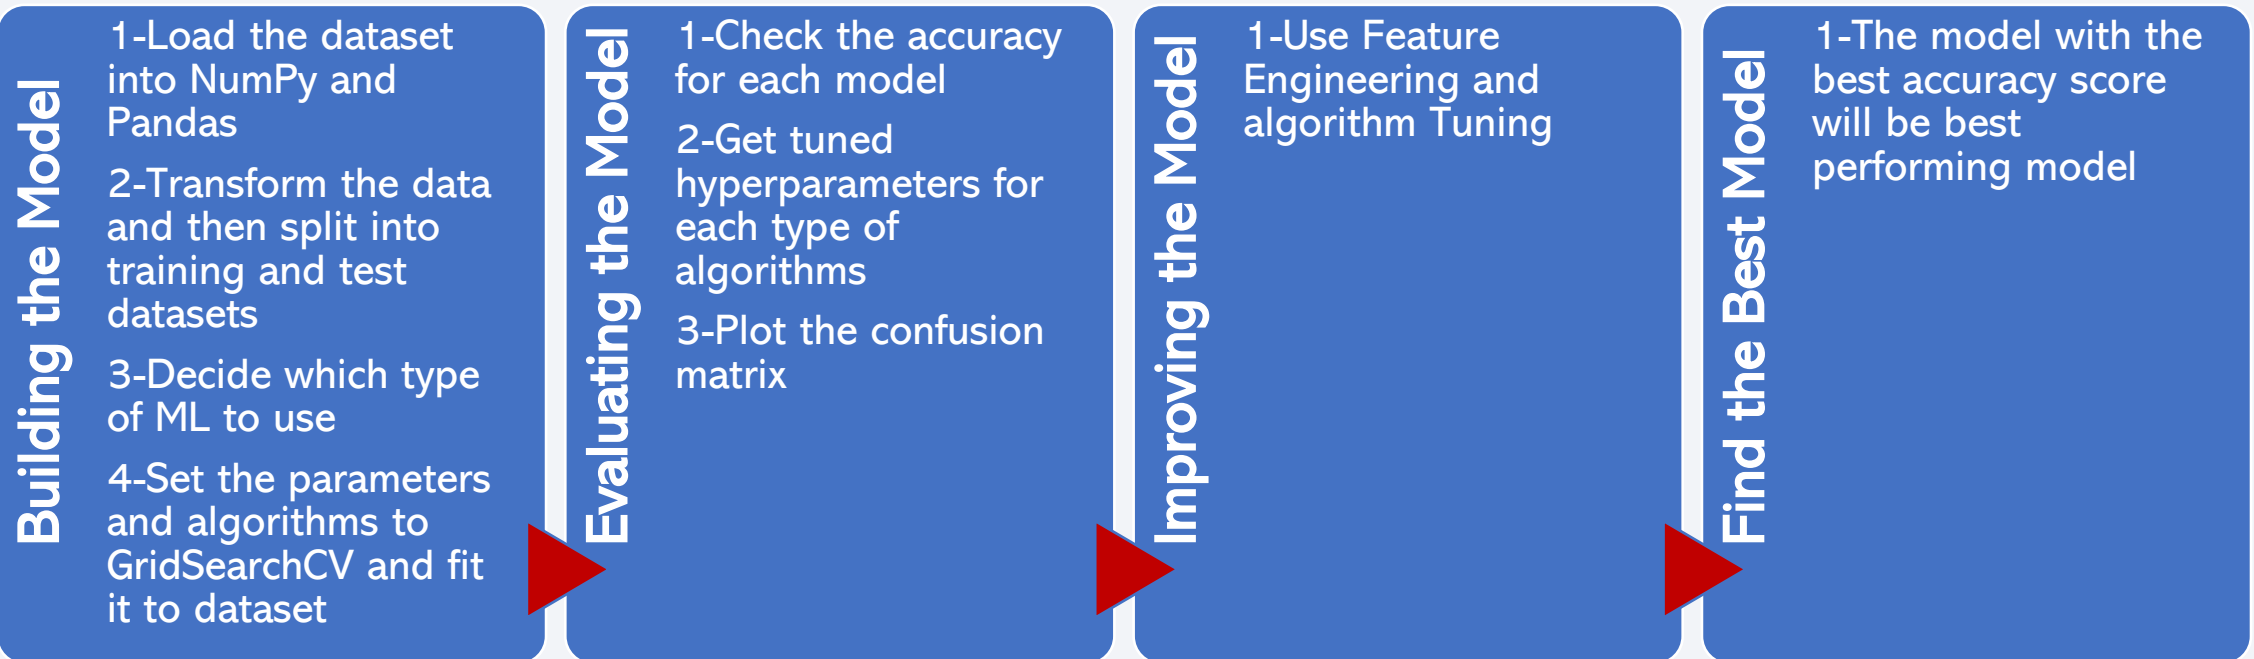 Building the Model
1-Load the dataset
into NumPy and
Pandas
2-Transform the data
and then split into
training and test
datasets
3-Decide which type
of ML to use
4-Set the parameters
and algorithms to
GridSearchCV and fit
it to dataset
Evaluating the Model
1-Check the accuracy
for each model
2-Get tuned
hyperparameters for
each type of
algorithms
3-Plot the confusion
matrix
Improving the Model
1-Use Feature
Engineering and
algorithm Tuning
Find the Best Model
1-The model with the
best accuracy score
will be best
performing model